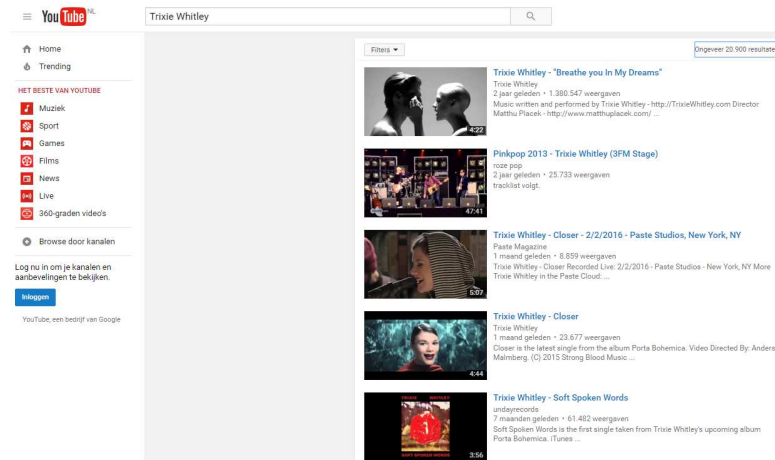 YouTube NL
Trixie Whitley
Home
Trending
HET BESTE VAN YOUTUBE
Muziek
Sport
Games
Films
News
Live
360-graden video's
Browse door kanalen
Log nu in om je kanalen en
aanbevelingen te bekijken.
Inloggen
YouTube, een bedrijf van Google
Filters
Ongeveer 20.900 resultate
4:22
Trixie Whitley - "Breathe you In My Dreams"
Trixie Whitley
2 jaar geleden • 1.380.547 weergaven
Music written and performed by Trixie Whitley - http://TrixieWhitley.com Director
Matthu Placek - http://www.matthuplacek.com/ ...
47:41
Pinkpop 2013 - Trixie Whitley (3FM Stage)
roze pop
2 jaar geleden • 25.733 weergaven
tracklist volgt.
5:07
Trixie Whitley - Closer - 2/2/2016 - Paste Studios, New York, NY
Paste Magazine
1 maand geleden • 8.859 weergaven
Trixie Whitley - Closer Recorded Live: 2/2/2016 - Paste Studios - New York, NY More
Trixie Whitley in the Paste Cloud: ...
4:44
Trixie Whitley - Closer
Trixie Whitley
1 maand geleden • 23.677 weergaven
Closer is the latest single from the album Porta Bohemica. Video Directed By: Anders
Malmberg. (C) 2015 Strong Blood Music ...
TRIXIE WHITLEY
SOFT SPOKEN WORDS
3:56
Trixie Whitley - Soft Spoken Words
undayrecords
7 maanden geleden • 61.482 weergaven
Soft Spoken Words is the first single taken from Trixie Whitley's upcoming album
Porta Bohemica. iTunes ...